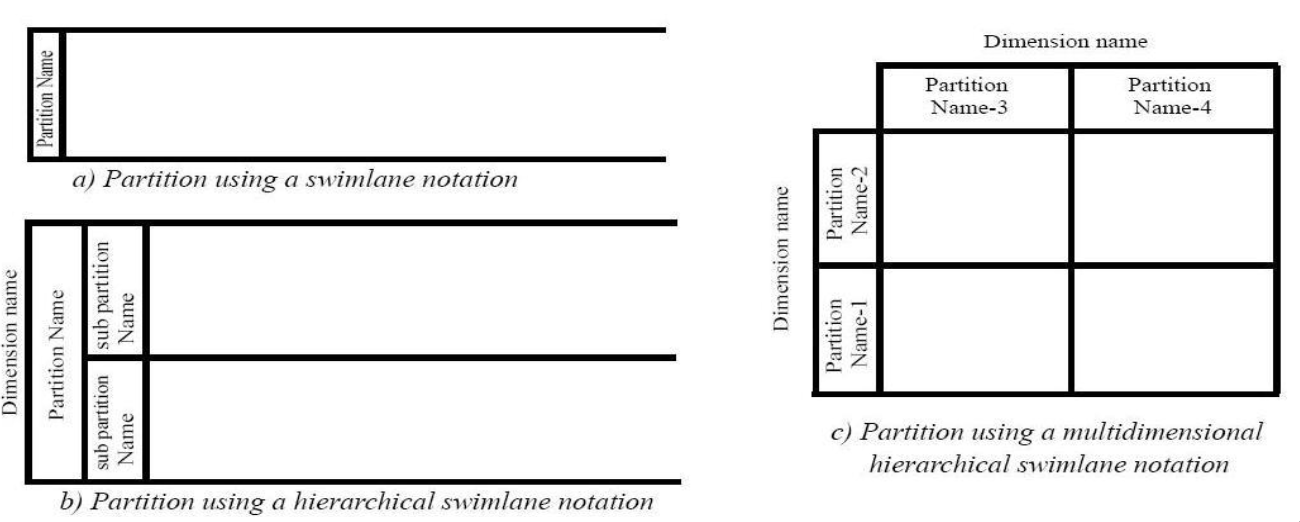 Partition Name
a) Partition using a swimlane notation
Dimension name
Partition Name
sub partition
Name
sub partition
Name
b) Partition using a hierarchical swimlane notation
Dimension name
Partition
Name-3
Partition
Name-4
Dimension name
Partition
Name-2
Partition
Name-1
c) Partition using a multidimensional
hierarchical swimlane notation